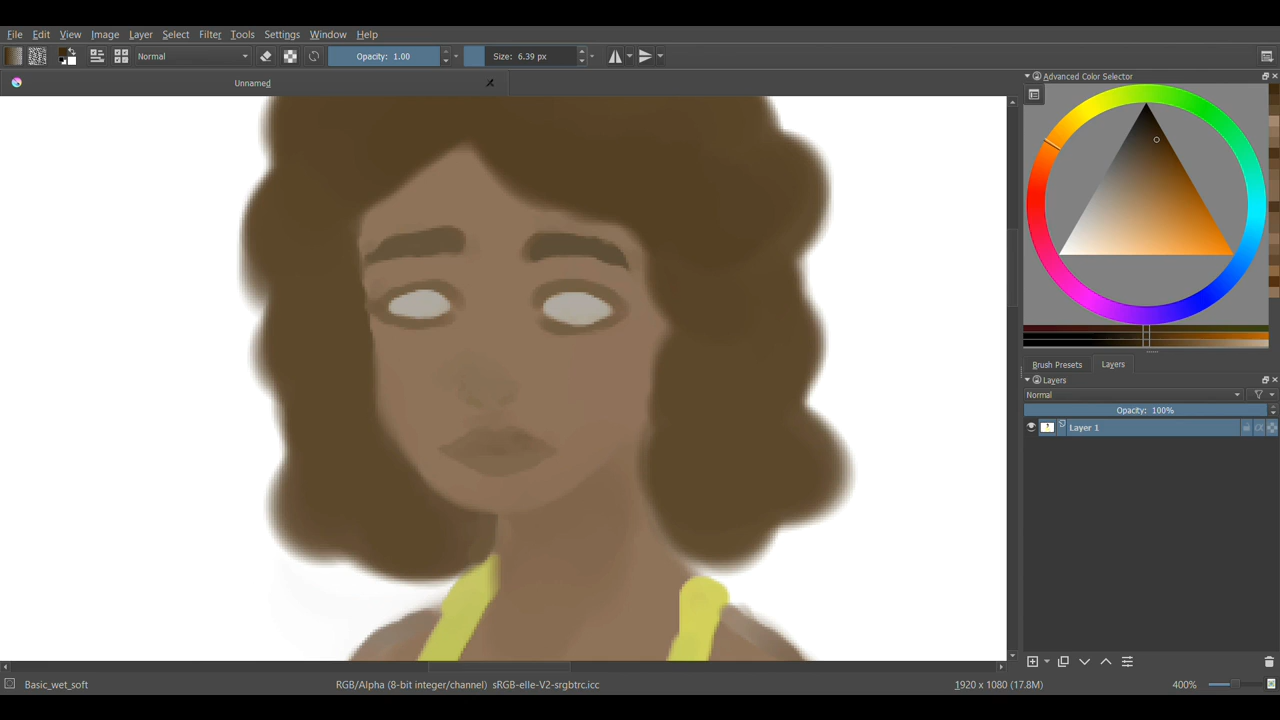 File Edit View Image Layer Select Filter Tools Settings Window Help
Normal Opacity: 1.00 Size: 6.39 px
Unnamed
Advanced Color Selector
Brush Presets Layers
Layers
Normal
Opacity: 100%
Layer 1
Basic_wet_soft RGB/Alpha (8-bit integer/channel) sRGB-elle-V2-srgbtrc.icc 1920 x 1080 (17.8M) 400%